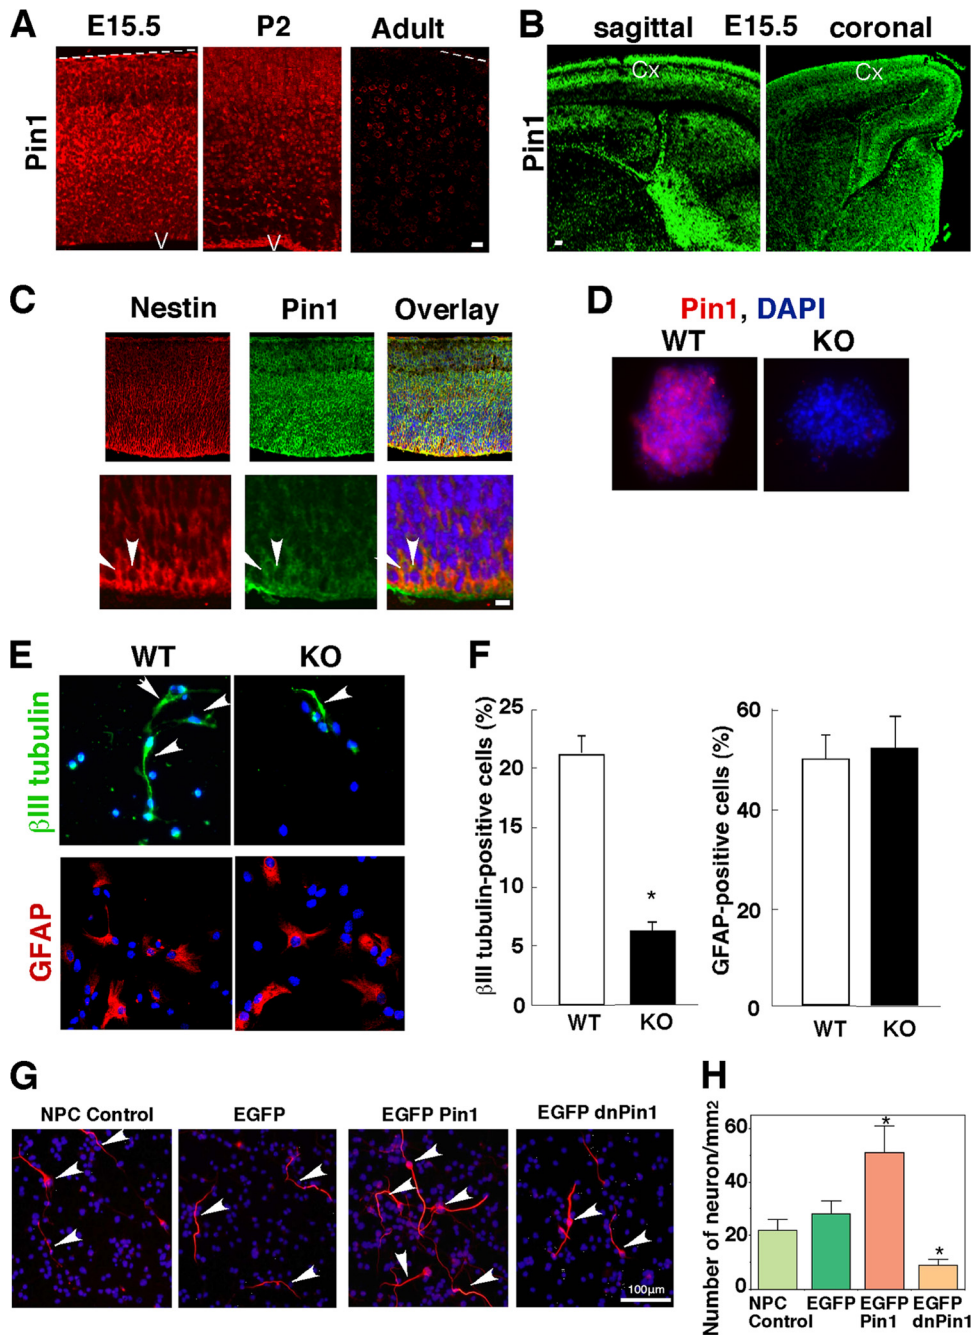 A
E15.5
P2
Adult
Pin1
V
V
B
sagittal E15.5 coronal
Pin1
Cx
Cx
C
Nestin
Pin1
Overlay
D
Pin1, DAPI
WT
KO
E
WT
KO
βIII tubulin
GFAP
F
βIII tubulin-positive cells (%)
25
20
15
10
5
0
*
WT
KO
GFAP-positive cells (%)
60
40
20
0
WT
KO
G
NPC Control
EGFP
EGFP Pin1
EGFP dnPin1
100μm
H
Number of neuron/mm2
60
40
20
0
*
*
NPC
Control
EGFP
EGFP
Pin1
EGFP
dnPin1